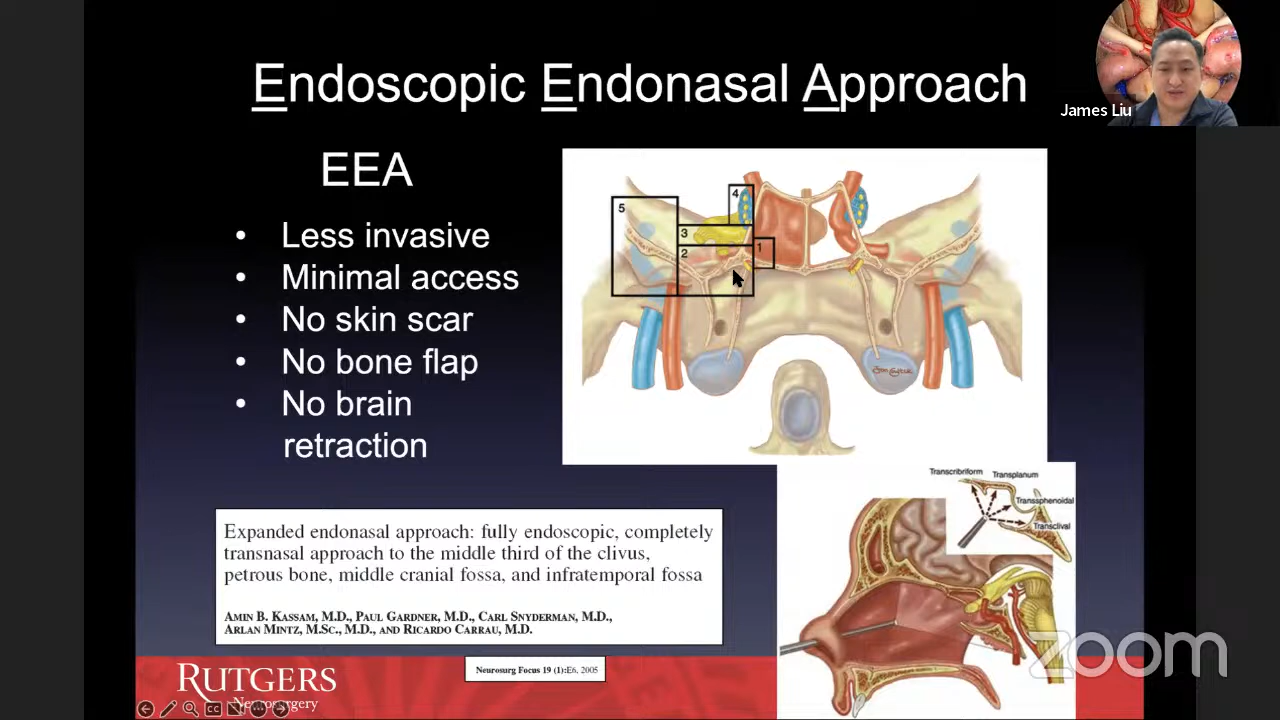 Endoscopic Endonasal Approach
James Liu
EEA
• Less invasive
• Minimal access
• No skin scar
• No bone flap
• No brain
retraction
4
5
3
1
2
Transcribriform
Transplanum
Transsphenoidal
Transclival
Expanded endonasal approach: fully endoscopic, completely
transnasal approach to the middle third of the clivus,
petrous bone, middle cranial fossa, and infratemporal fossa
AMIN B. KASSAM, M.D., PAUL GARDNER, M.D., CARL SNYDERMAN, M.D.,
ARLAN MINTZ, M.SC., M.D., AND RICARDO CARRAU, M.D.
Neurosurg Focus 19 (1):E6, 2005
RUTGERS
Neurosurgery
CC
zoom